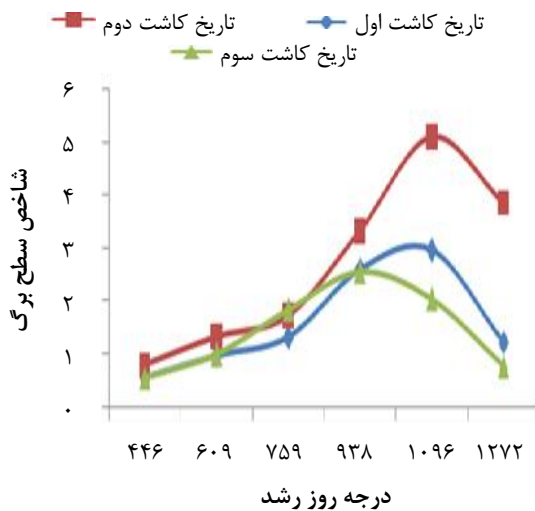 تاریخ کاشت اول تاریخ کاشت دوم
تاریخ کاشت سوم
شاخص سطح برگ
۶
۵
۴
۳
۲
۱
۰
۴۴۶ ۶۰۹ ۷۵۹ ۹۳۸ ۱۰۹۶ ۱۲۷۲
درجه روز رشد